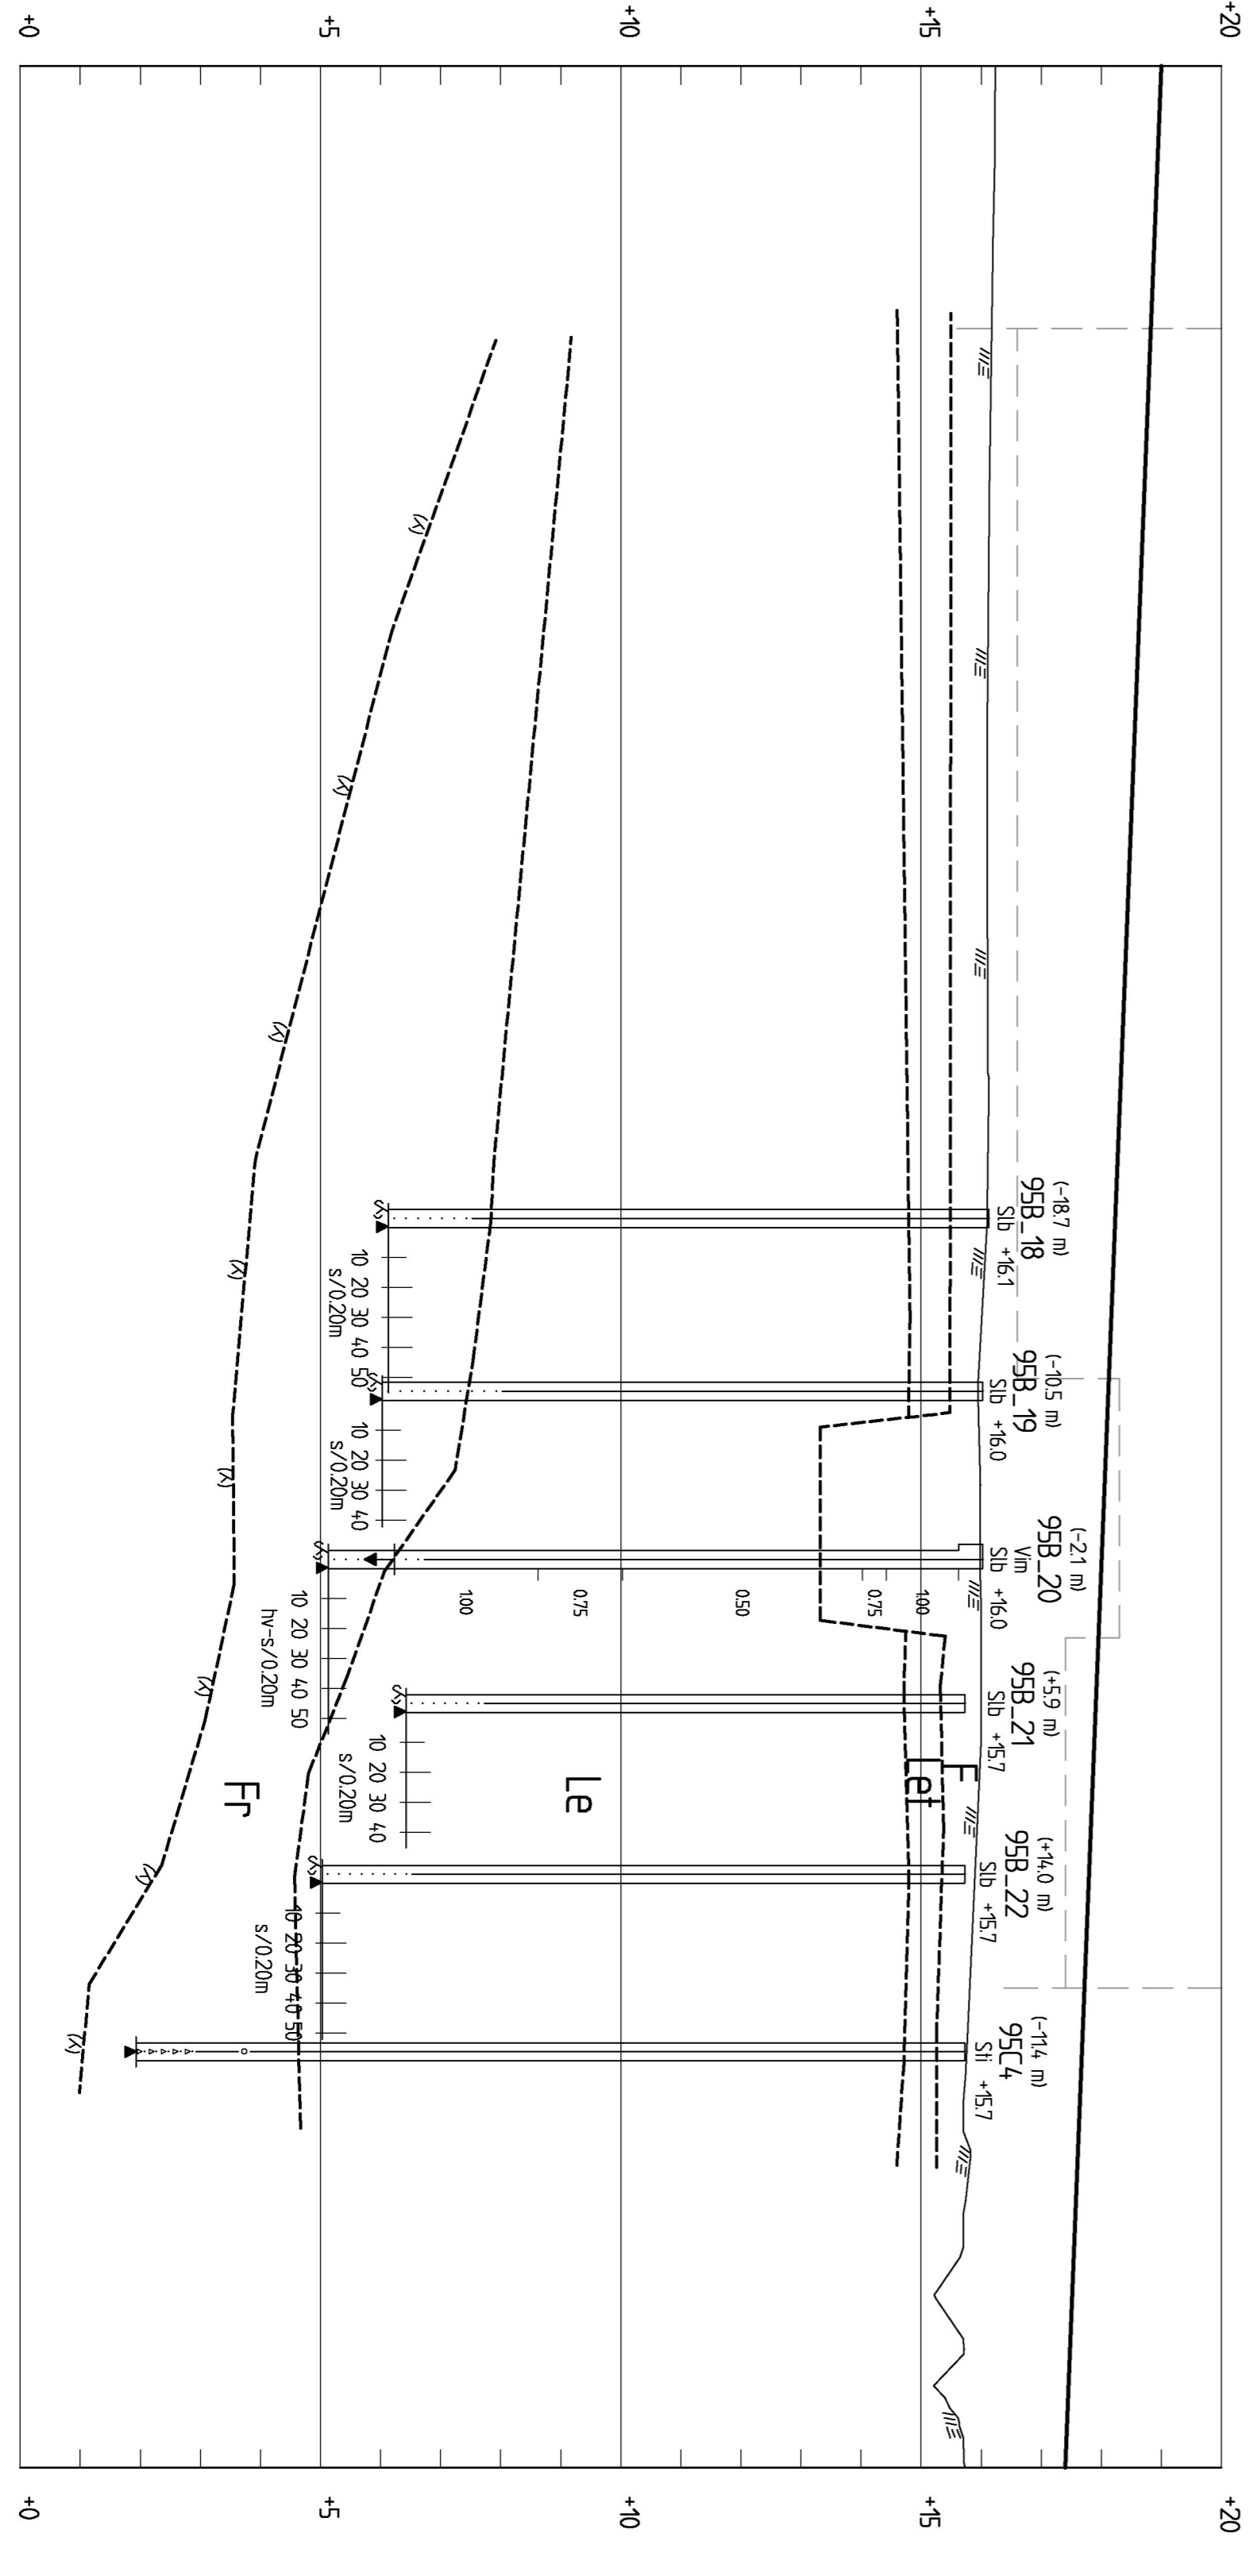 +20
+15
+10
+5
+0
(-18.7 m)
95B_18
Slb +16.1
10 20 30 40 50
s/0.20m
(-10.5 m)
95B_19
Slb +16.0
10 20 30 40
s/0.20m
(-2.1 m)
95B_20
Vim
Slb +16.0
1.00
0.75
0.50
0.75
1.00
10 20 30 40 50
hv-s/0.20m
(+5.9 m)
95B_21
Slb +15.7
10 20 30 40
s/0.20m
F
Let
Le
Fr
(+14.0 m)
95B_22
Slb +15.7
10 20 30 40 50
s/0.20m
(-11.4 m)
95C4
Sti +15.7
+20
+15
+10
+5
+0